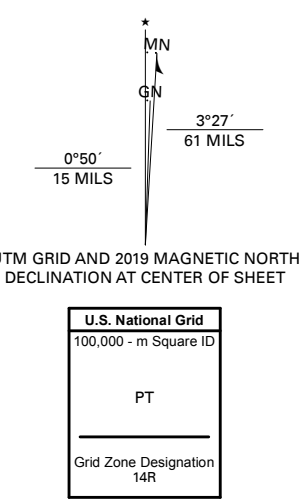 ★
MN
GN
3°27´
61 MILS
0°50´
15 MILS
UTM GRID AND 2019 MAGNETIC NORTH
DECLINATION AT CENTER OF SHEET
U.S. National Grid
100,000 - m Square ID
PT
Grid Zone Designation
14R